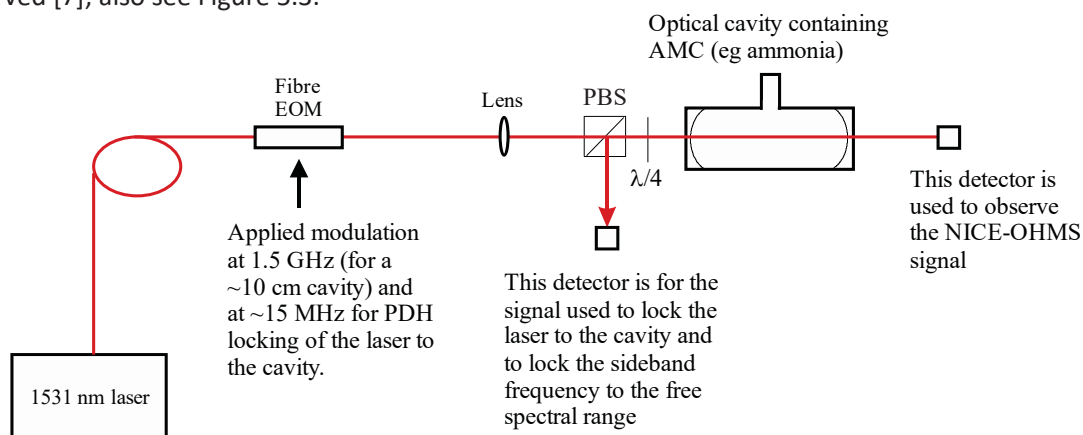 ved [7], also see Figure 5.5.
Optical cavity containing
AMC (eg ammonia)
Fibre
EOM
Lens
PBS
λ/4
This detector is
used to observe
the NICE-OHMS
signal
Applied modulation
at 1.5 GHz (for a
~10 cm cavity) and
at ~15 MHz for PDH
locking of the laser to
the cavity.
This detector is for the
signal used to lock the
laser to the cavity and
to lock the sideband
frequency to the free
spectral range
1531 nm laser